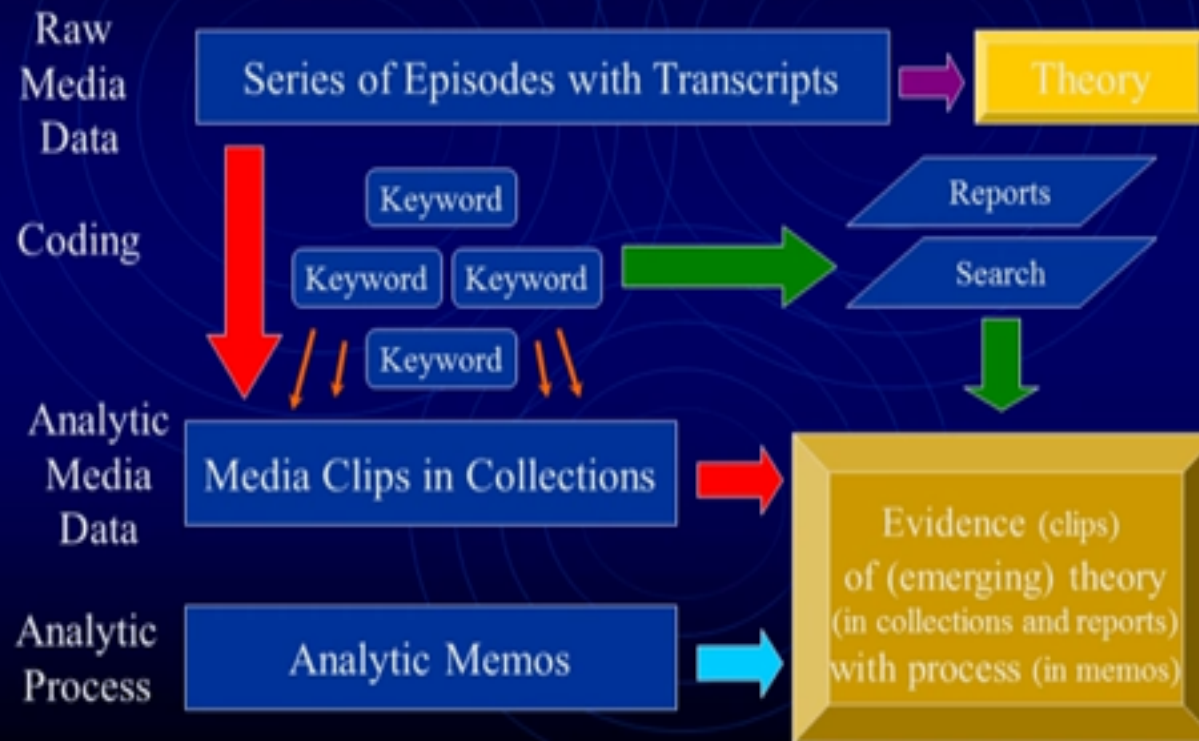 Raw
Media
Data
Series of Episodes with Transcripts
Theory
Coding
Keyword
Keyword
Keyword
Keyword
Reports
Search
Analytic
Media
Data
Media Clips in Collections
Evidence (clips)
of (emerging) theory
(in collections and reports)
with process (in memos)
Analytic
Process
Analytic Memos